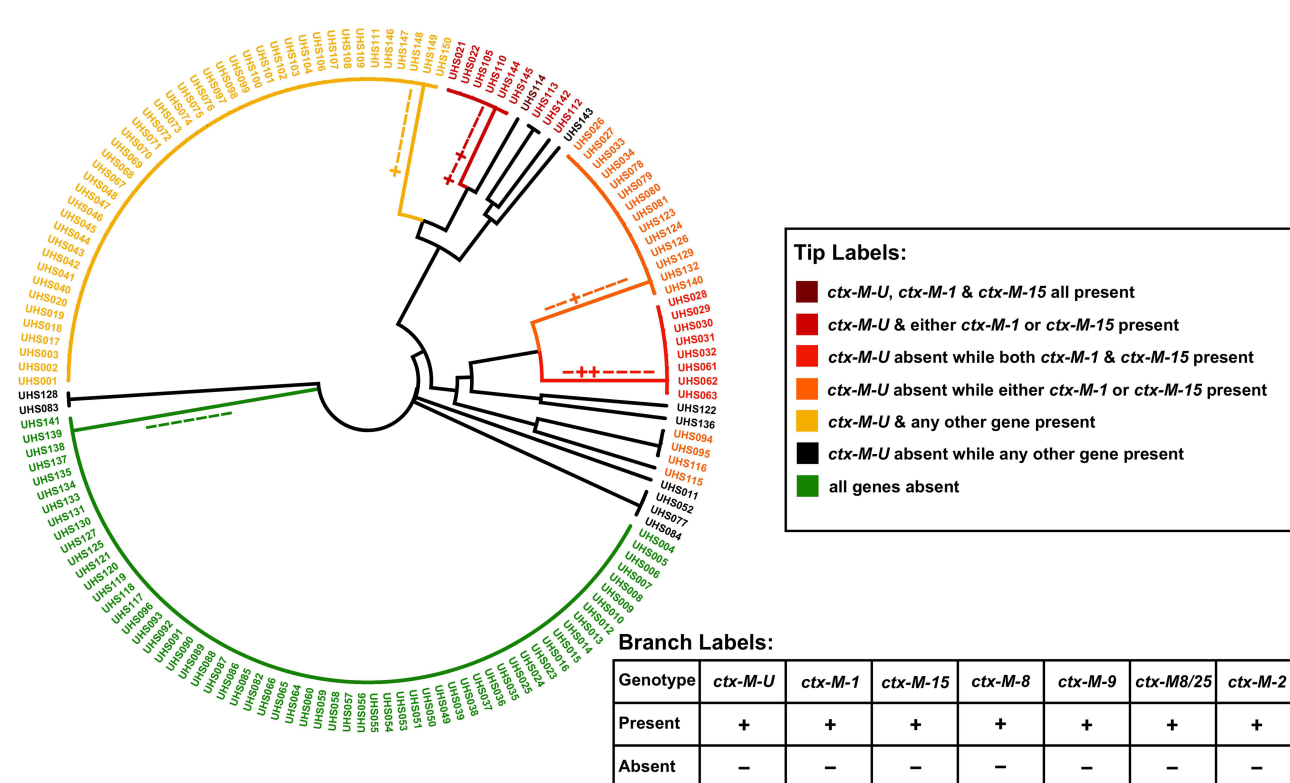 UHS001
UHS002
UHS003
UHS017
UHS018
UHS019
UHS020
UHS040
UHS041
UHS042
UHS043
UHS044
UHS045
UHS046
UHS047
UHS048
UHS067
UHS068
UHS069
UHS070
UHS071
UHS072
UHS073
UHS074
UHS075
UHS076
UHS097
UHS098
UHS099
UHS100
UHS101
UHS102
UHS103
UHS104
UHS106
UHS107
UHS108
UHS109
UHS111
UHS146
UHS147
UHS148
UHS149
UHS150
UHS021
UHS022
UHS105
UHS110
UHS144
UHS145
UHS114
UHS113
UHS142
UHS112
UHS143
UHS026
UHS027
UHS033
UHS034
UHS078
UHS079
UHS080
UHS081
UHS123
UHS124
UHS126
UHS129
UHS132
UHS140
UHS028
UHS029
UHS030
UHS031
UHS032
UHS061
UHS062
UHS063
UHS122
UHS136
UHS094
UHS095
UHS116
UHS115
UHS011
UHS052
UHS077
UHS084
UHS004
UHS005
UHS006
UHS007
UHS008
UHS009
UHS010
UHS012
UHS013
UHS014
UHS015
UHS016
UHS023
UHS024
UHS025
UHS035
UHS036
UHS037
UHS038
UHS039
UHS049
UHS050
UHS051
UHS053
UHS054
UHS055
UHS056
UHS057
UHS058
UHS059
UHS060
UHS064
UHS065
UHS066
UHS082
UHS085
UHS086
UHS087
UHS088
UHS089
UHS090
UHS091
UHS092
UHS093
UHS096
UHS117
UHS118
UHS119
UHS120
UHS121
UHS125
UHS127
UHS130
UHS131
UHS133
UHS134
UHS135
UHS137
UHS138
UHS139
UHS141
UHS083
UHS128
+------
+--+---
---+---
---++--
-------
Tip Labels:
ctx-M-U, ctx-M-1 & ctx-M-15 all present
ctx-M-U & either ctx-M-1 or ctx-M-15 present
ctx-M-U absent while both ctx-M-1 & ctx-M-15 present
ctx-M-U absent while either ctx-M-1 or ctx-M-15 present
ctx-M-U & any other gene present
ctx-M-U absent while any other gene present
all genes absent
Branch Labels:
Genotype ctx-M-U ctx-M-1 ctx-M-15 ctx-M-8 ctx-M-9 ctx-M8/25 ctx-M-2
Present + + + + + + +
Absent – – – – – – –